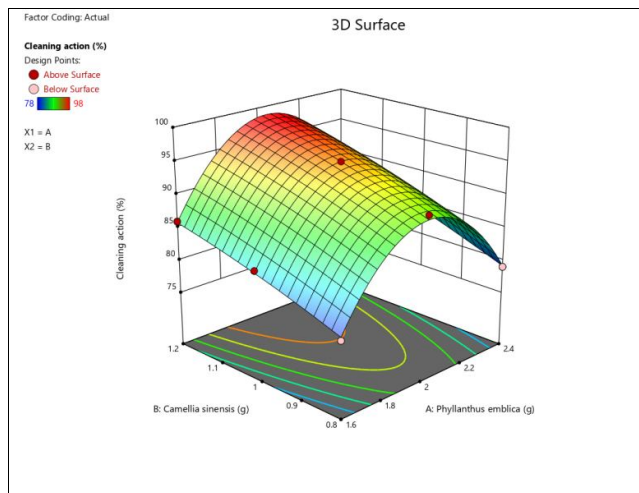 Factor Coding: Actual
3D Surface
Cleaning action (%)
Design Points:
Above Surface
Below Surface
78 98
X1 = A
X2 = B
100
95
90
85
80
75
Cleaning action (%)
1.2
1.1
1
0.9
0.8
2.4
2.2
2
1.8
1.6
B: Camellia sinensis (g)
A: Phyllanthus emblica (g)